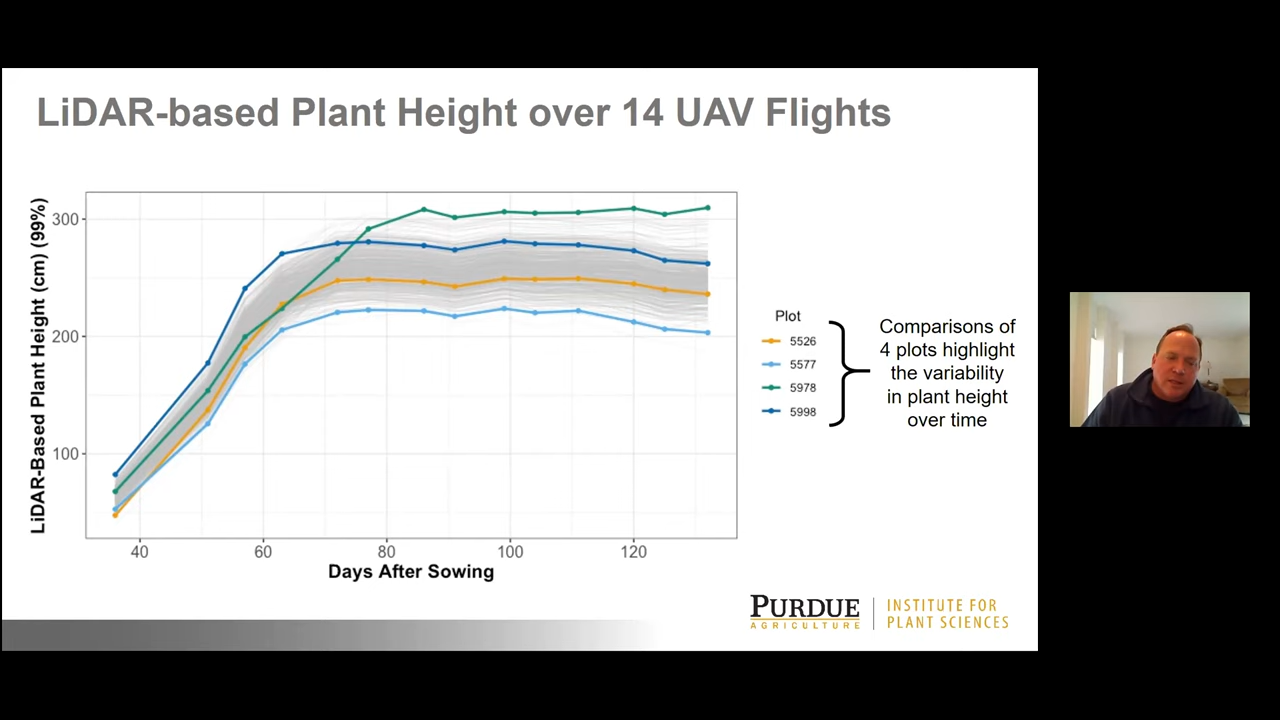 LiDAR-based Plant Height over 14 UAV Flights
LiDAR-Based Plant Height (cm) (99%)
300
200
100
40 60 80 100 120
Days After Sowing
Plot
5526
5577
5978
5998
Comparisons of
4 plots highlight
the variability
in plant height
over time
PURDUE
AGRICULTURE
INSTITUTE FOR
PLANT SCIENCES